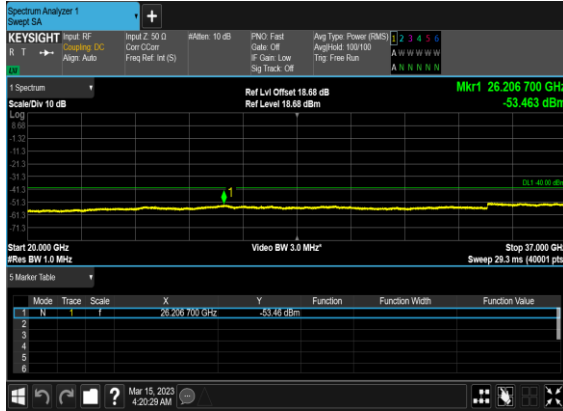 Spectrum Analyzer 1
Swept SA
+
KEYSIGHT Input: RF Input Z: 50 Ω #Atten: 10 dB PNO: Fast Avg Type: Power (RMS) 1 2 3 4 5 6
R T Coupling: DC Corr CCorr Gate: Off Avg|Hold: 100/100 A W W W W W
Align: Auto Freq Ref: Int (S) IF Gain: Low Trig: Free Run
LXI Sig Track: Off A N N N N N
1 Spectrum Ref Lvl Offset 18.68 dB Mkr1 26.206 700 GHz
Scale/Div 10 dB Ref Level 18.68 dBm -53.463 dBm
Log
8.68
-1.32
-11.3
-21.3
-31.3
DL1 -40.00 dBm
-41.3
1
-51.3
-61.3
-71.3
Start 20.000 GHz Video BW 3.0 MHz* Stop 37.000 GHz
#Res BW 1.0 MHz Sweep 29.3 ms (40001 pts)
5 Marker Table
Mode Trace Scale X Y Function Function Width Function Value
1 N 1 f 26.206 700 GHz -53.46 dBm
2
3
4
5
6
? Mar 15, 2023
4:20:29 AM